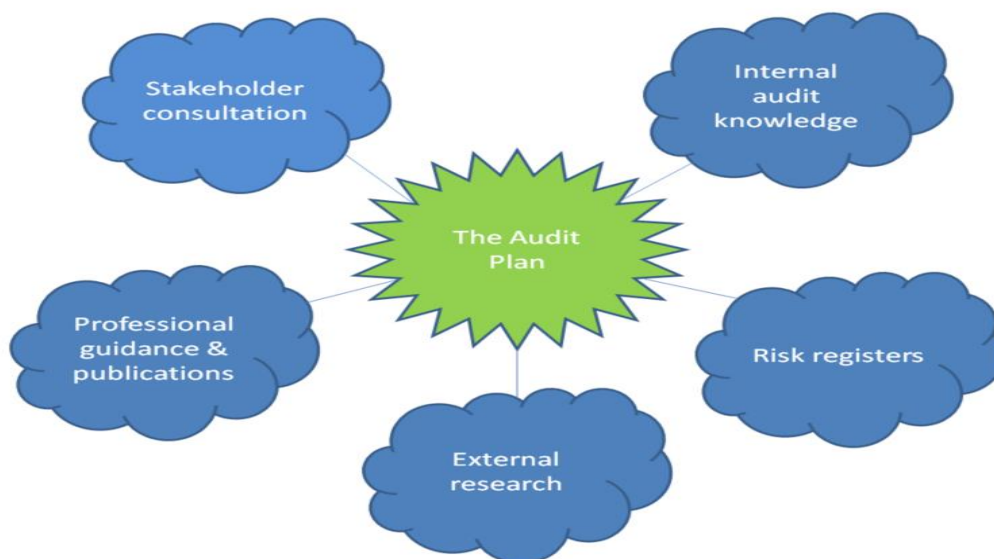 Stakeholder
consultation
Internal
audit
knowledge
The Audit
Plan
Professional
guidance &
publications
Risk registers
External
research